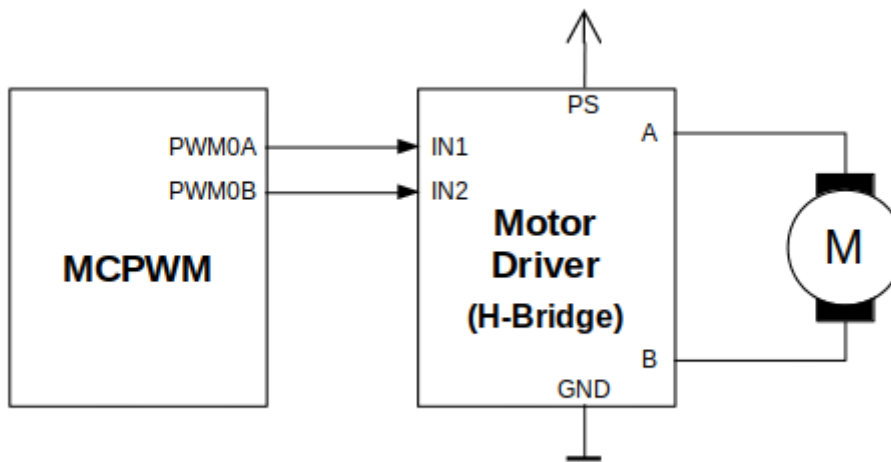 MCPWM
PWM0A
PWM0B
IN1
IN2
PS
Motor
Driver
(H-Bridge)
GND
A
B
M